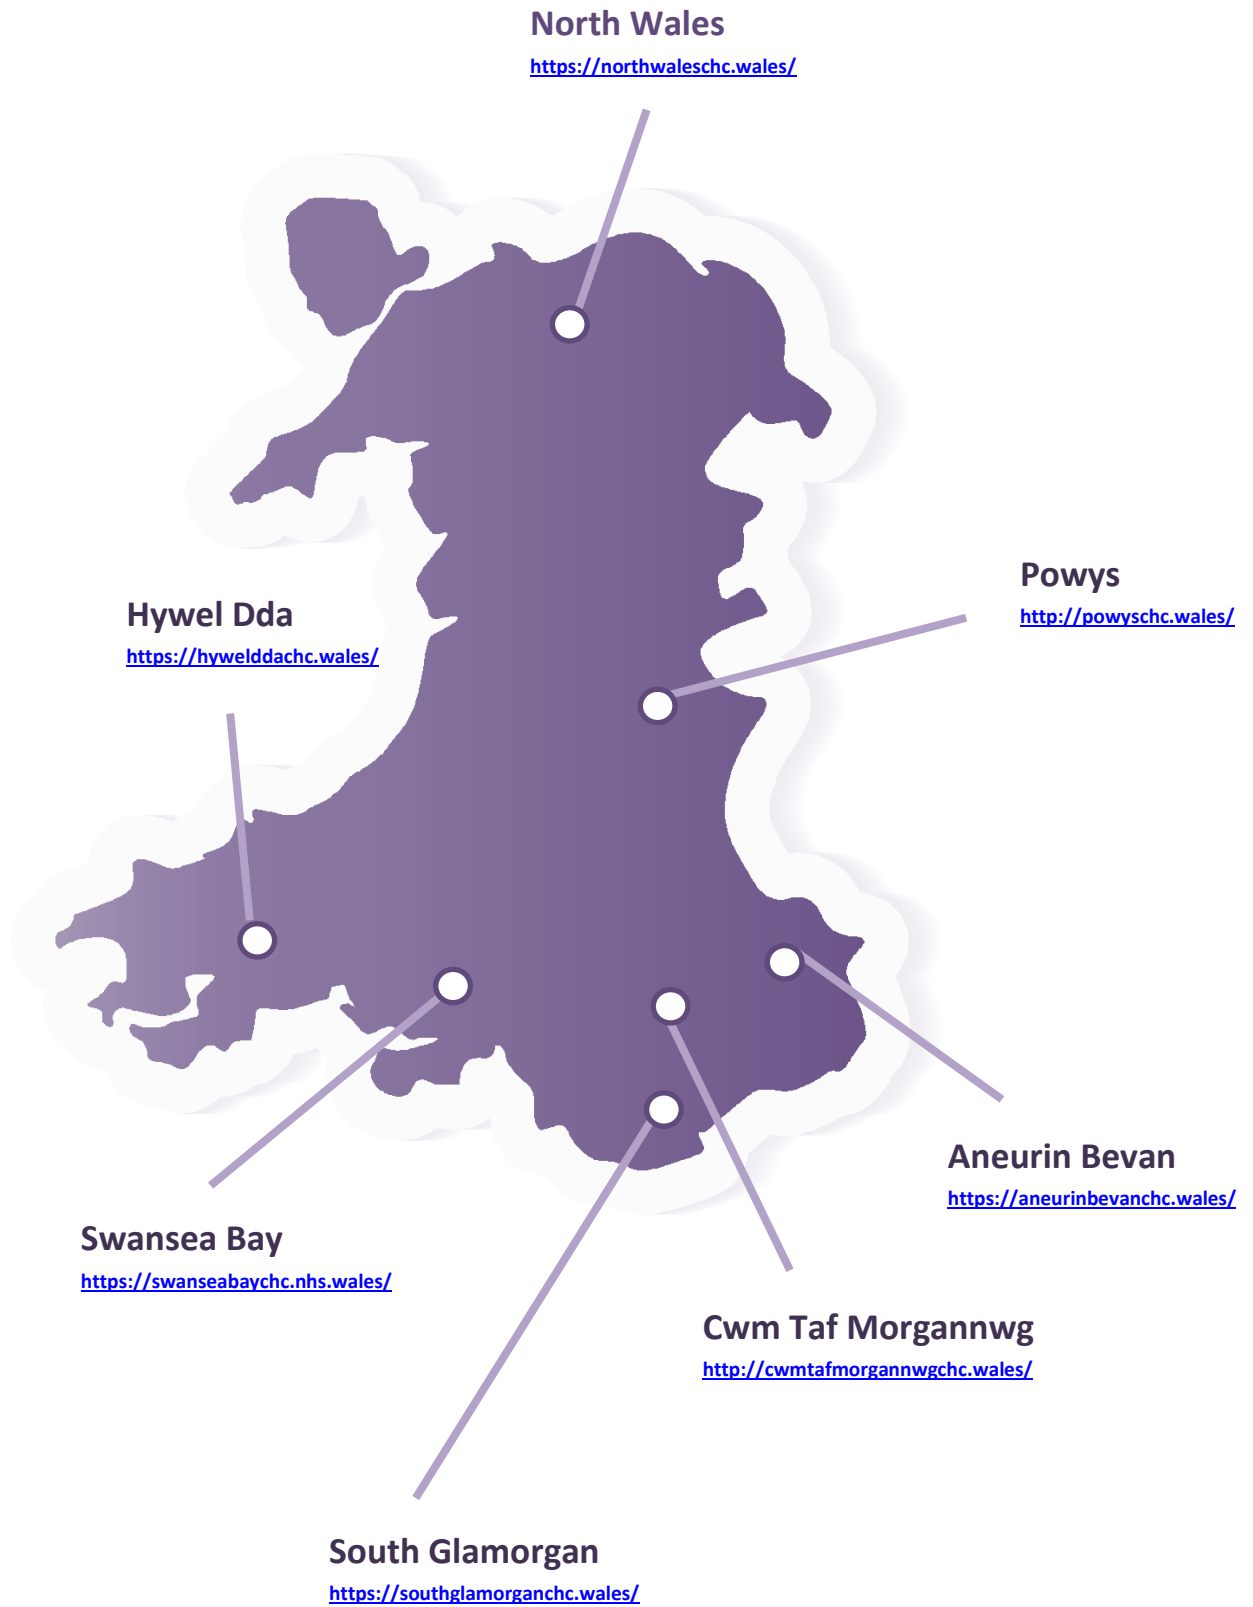 North Wales
https://northwaleschc.wales/
Powys
http://powyschc.wales/
Hywel Dda
https://hywelddachc.wales/
Aneurin Bevan
https://aneurinbevanchc.wales/
Swansea Bay
https://swanseabaychc.nhs.wales/
Cwm Taf Morgannwg
http://cwmtafmorgannwgchc.wales/
South Glamorgan
https://southglamorganchc.wales/